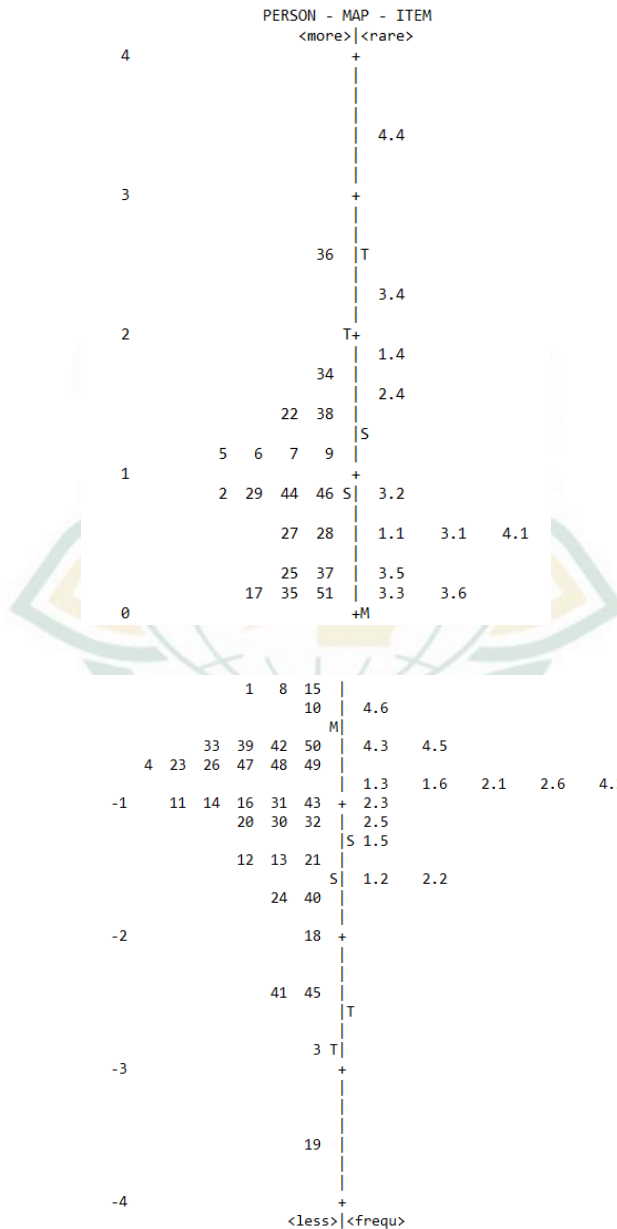 PERSON - MAP - ITEM
<more>|<rare>
4 +
|
|
|
| 4.4
|
|
3 +
|
|
36 |T
|
| 3.4
|
2 T+
| 1.4
34 |
| 2.4
22 38 |
|S
5 6 7 9 |
1 +
2 29 44 46 S| 3.2
|
27 28 | 1.1 3.1 4.1
|
25 37 | 3.5
17 35 51 | 3.3 3.6
0 +M
1 8 15 |
10 | 4.6
M|
33 39 42 50 | 4.3 4.5
4 23 26 47 48 49 |
| 1.3 1.6 2.1 2.6 4.
-1 11 14 16 31 43 + 2.3
20 30 32 | 2.5
|S 1.5
12 13 21 |
S| 1.2 2.2
24 40 |
|
-2 18 +
|
|
|
41 45 |
|T
|
3 T|
-3 +
|
|
|
|
19 |
|
|
-4 +
<less>|<frequ>